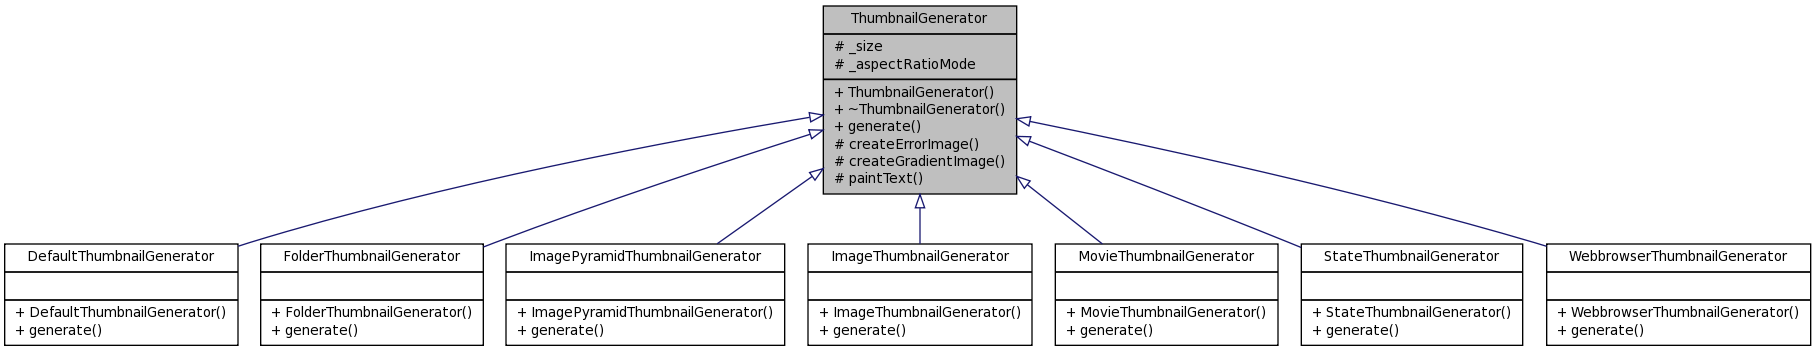 ThumbnailGenerator
# _size
# _aspectRatioMode
+ ThumbnailGenerator()
+ ~ThumbnailGenerator()
+ generate()
# createErrorImage()
# createGradientImage()
# paintText()
DefaultThumbnailGenerator
+ DefaultThumbnailGenerator()
+ generate()
FolderThumbnailGenerator
+ FolderThumbnailGenerator()
+ generate()
ImagePyramidThumbnailGenerator
+ ImagePyramidThumbnailGenerator()
+ generate()
ImageThumbnailGenerator
+ ImageThumbnailGenerator()
+ generate()
MovieThumbnailGenerator
+ MovieThumbnailGenerator()
+ generate()
StateThumbnailGenerator
+ StateThumbnailGenerator()
+ generate()
WebbrowserThumbnailGenerator
+ WebbrowserThumbnailGenerator()
+ generate()